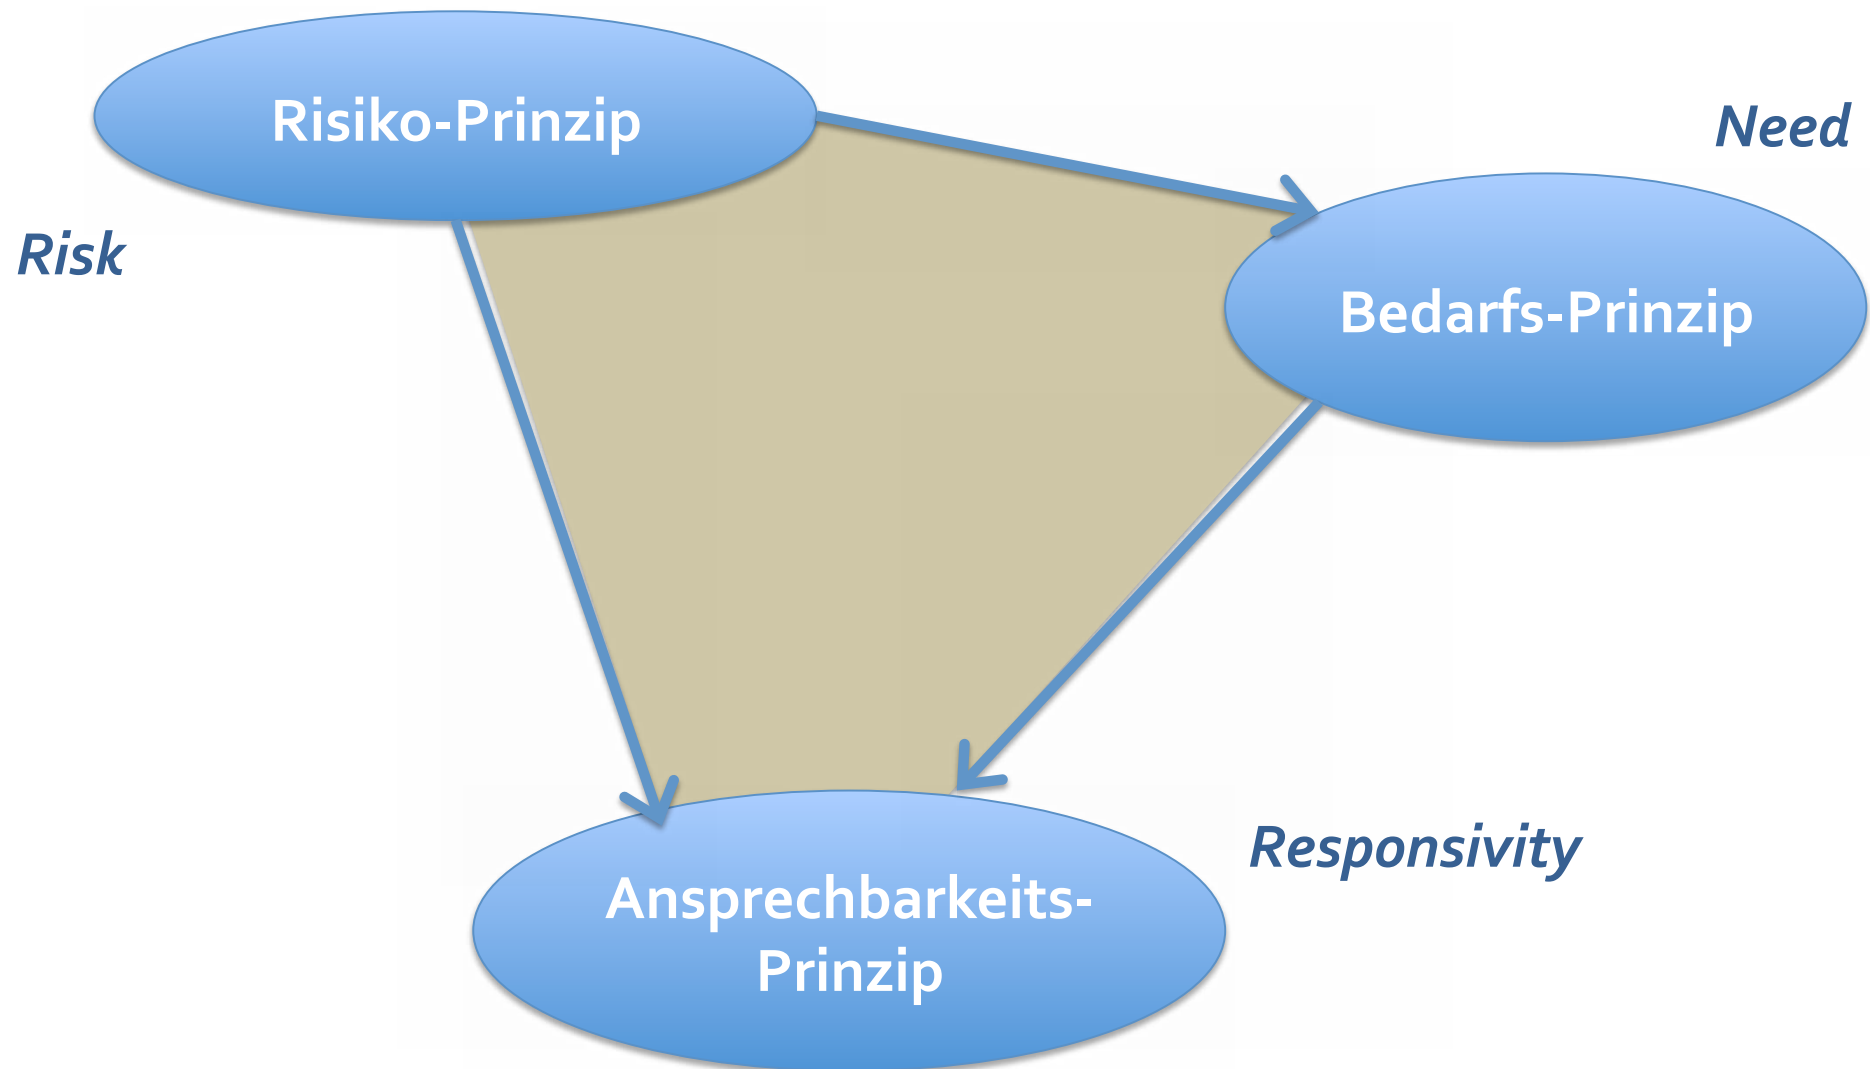 Risiko-Prinzip
Need
Risk
Bedarfs-Prinzip
Responsivity
Ansprechbarkeits-
Prinzip